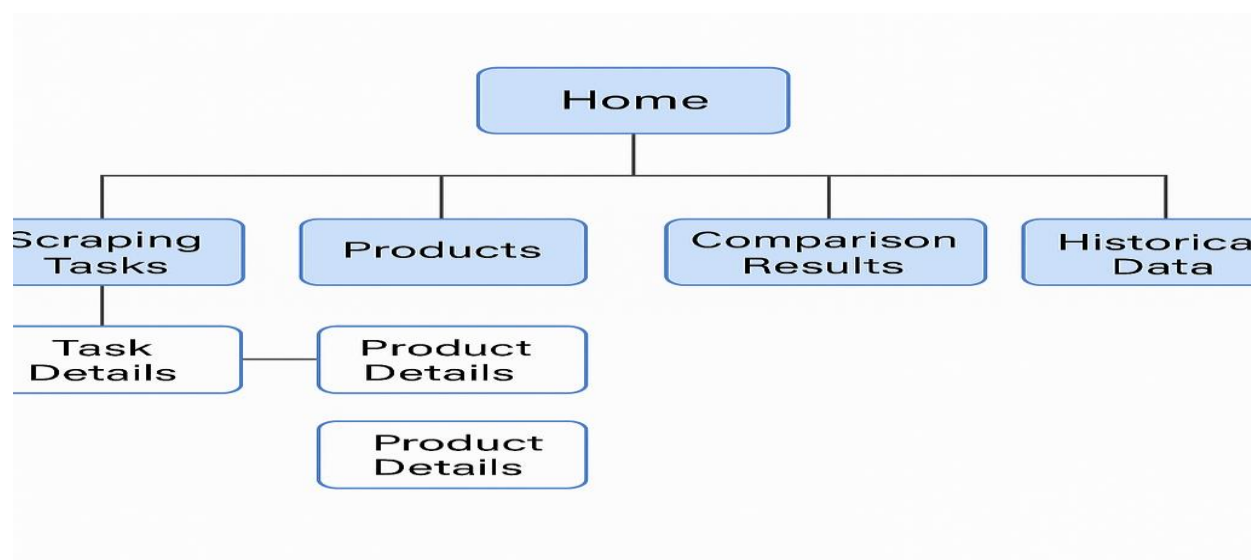 Home
Scraping
Tasks
Products
Comparison
Results
Historica
Data
Task
Details
Product
Details
Product
Details